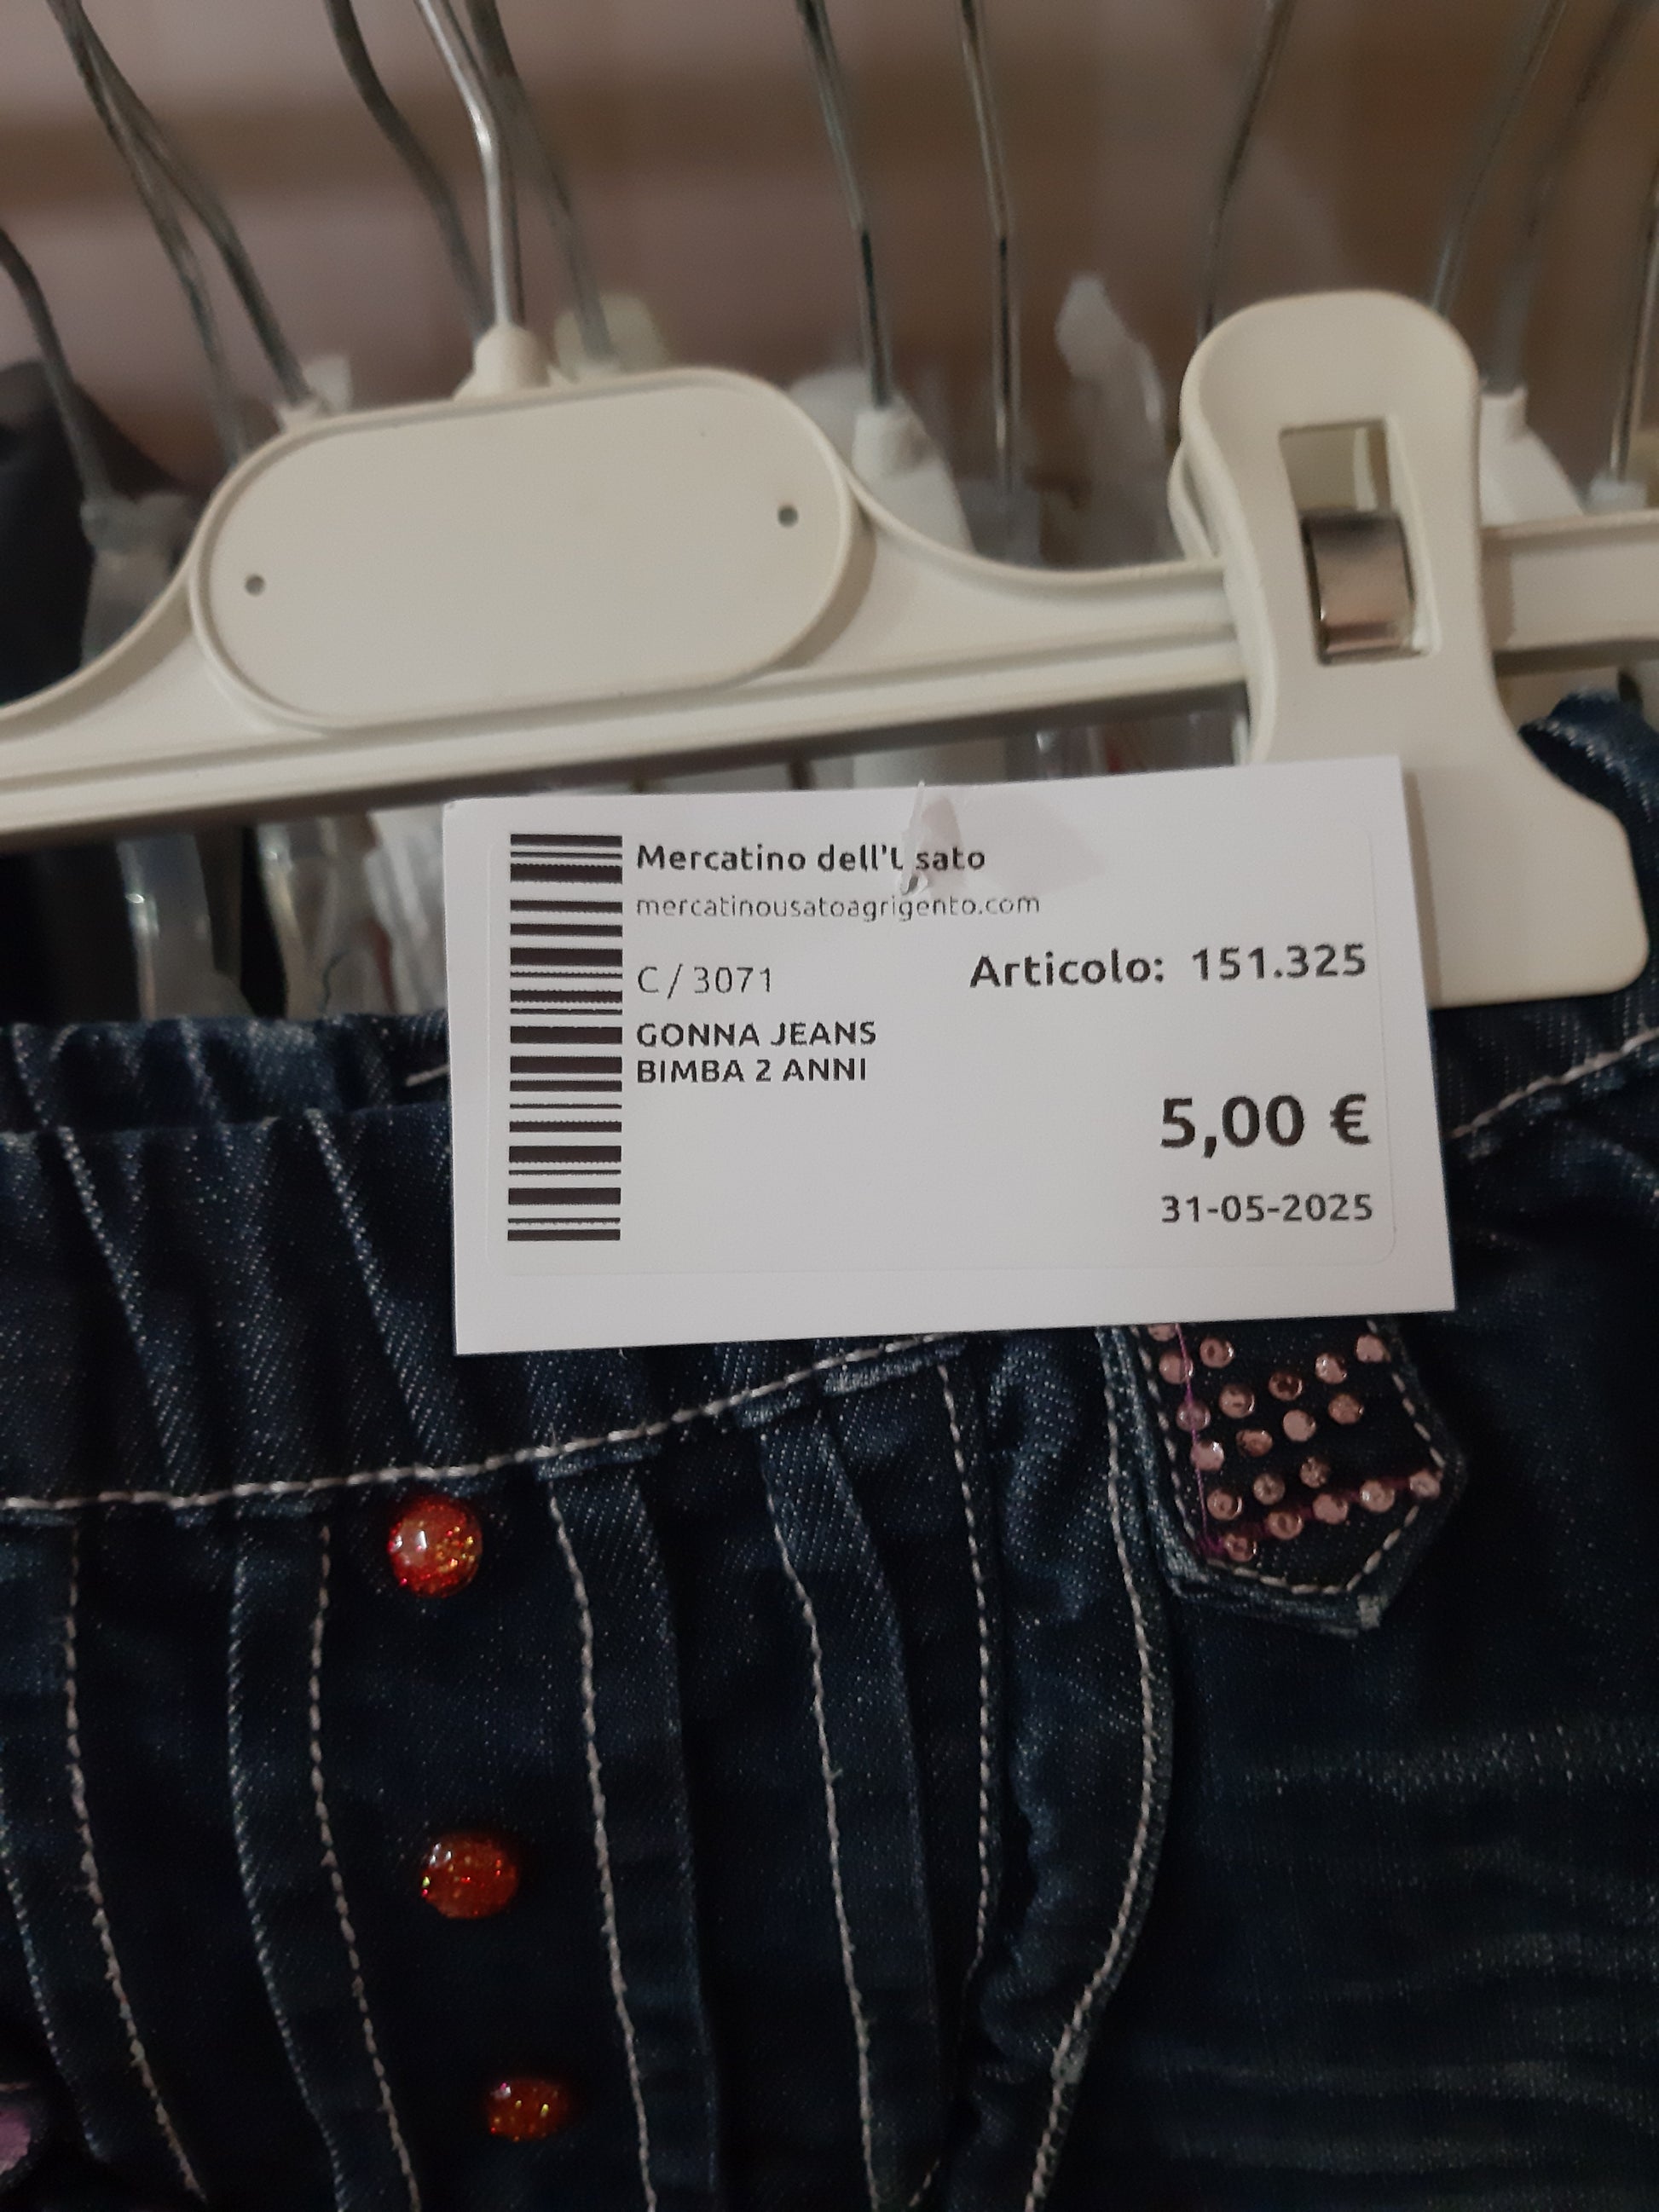 Mercatino dell'Usato
mercatinousatoagrigento.com
C / 3071
Articolo: 151.325
GONNA JEANS
BIMBA 2 ANNI
5,00 €
31-05-2025